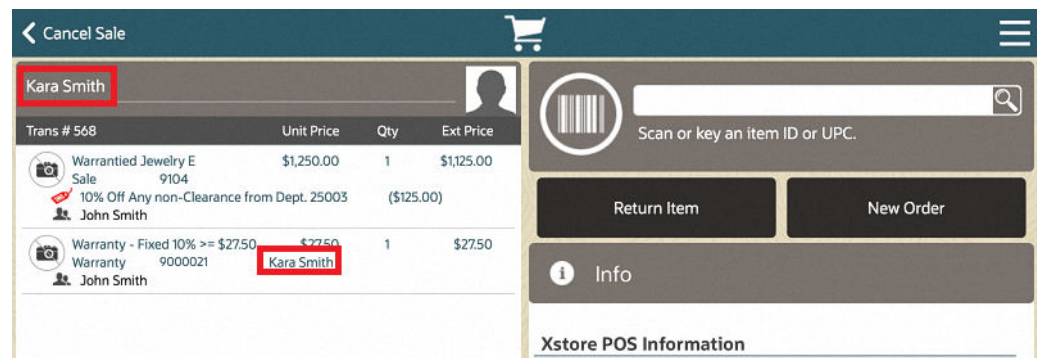 Cancel Sale
Kara Smith
Trans # 568 Unit Price Qty Ext Price
Warrantied Jewelry E $1,250.00 1 $1,125.00
Sale 9104
10% Off Any non-Clearance from Dept. 25003 ($125.00)
John Smith
Warranty - Fixed 10% >= $27.50 $27.50 1 $27.50
Warranty 9000021 Kara Smith
John Smith
Scan or key an item ID or UPC.
Return Item New Order
Info
Xstore POS Information